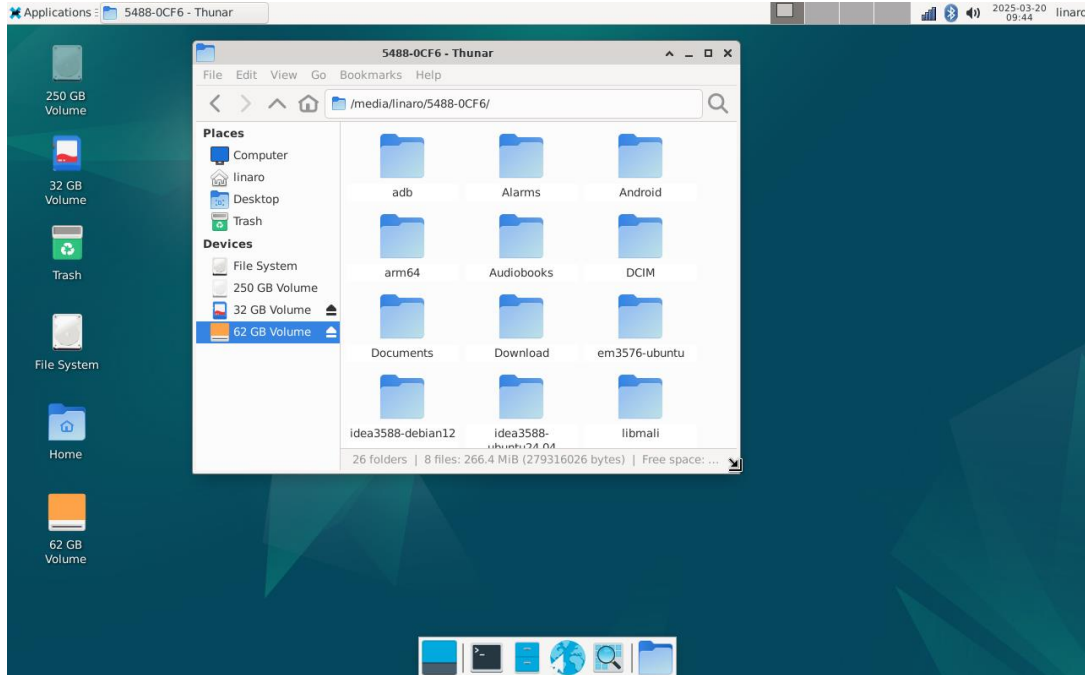 Applications
5488-0CF6 - Thunar
2025-03-20
09:44
linaro
250 GB
Volume
32 GB
Volume
Trash
File System
Home
62 GB
Volume
5488-0CF6 - Thunar
File Edit View Go Bookmarks Help
/media/linaro/5488-0CF6/
Places
Computer
linaro
Desktop
Trash
Devices
File System
250 GB Volume
32 GB Volume
62 GB Volume
adb Alarms Android
arm64 Audiobooks DCIM
Documents Download em3576-ubuntu
idea3588-debian12 idea3588- libmali
ubuntu24.04
26 folders | 8 files: 266.4 MiB (279316026 bytes) | Free space: ...